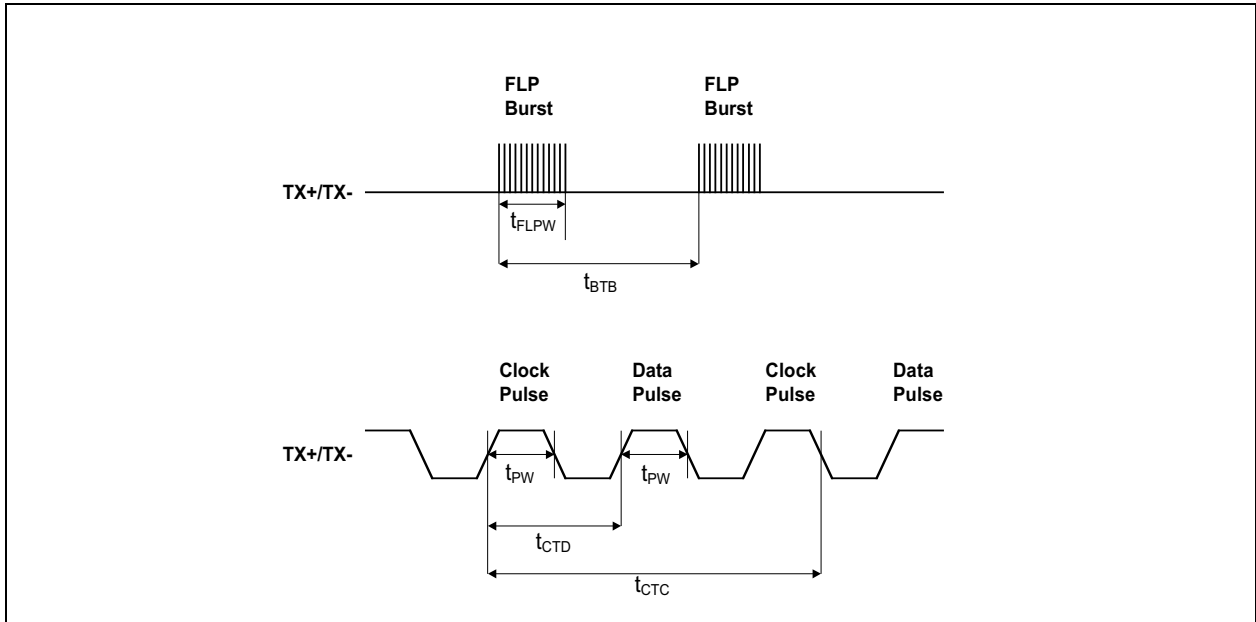 FLP
Burst
FLP
Burst
TX+/TX-
tFLPW
tBTB
Clock
Pulse
Data
Pulse
Clock
Pulse
Data
Pulse
TX+/TX-
tPW
tPW
tCTD
tCTC